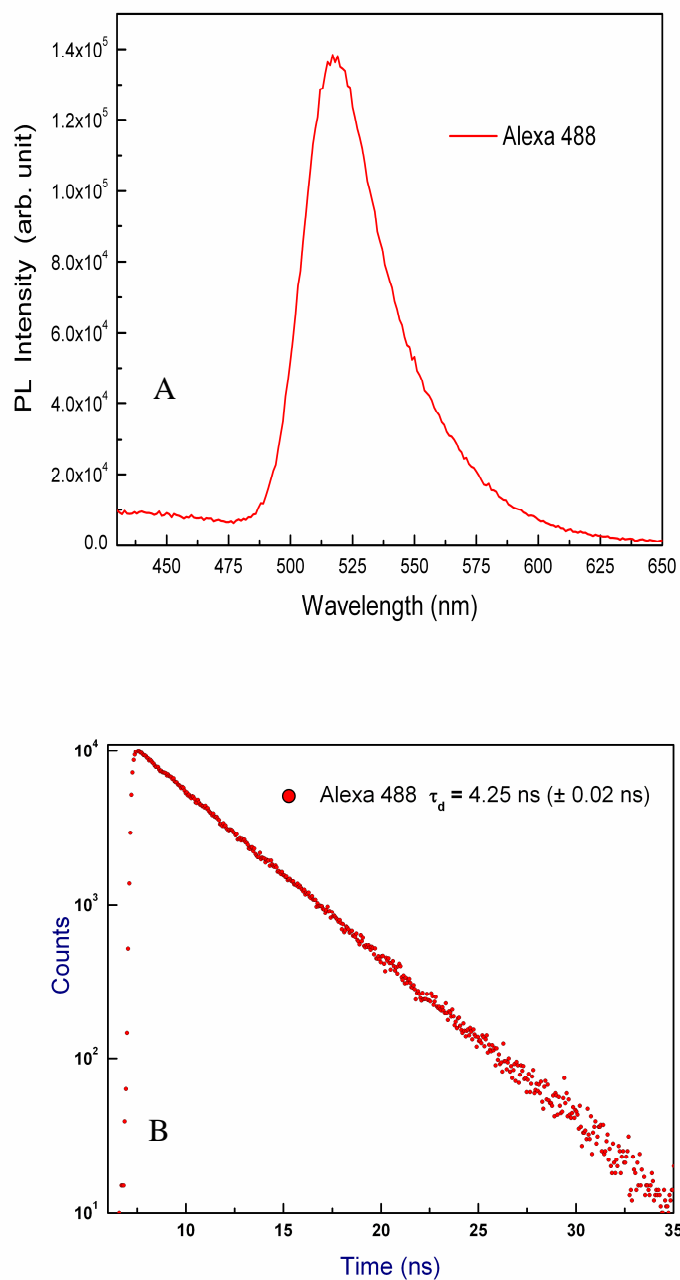 1.4x10⁵
1.2x10⁵
1.0x10⁵
8.0x10⁴
6.0x10⁴
4.0x10⁴
2.0x10⁴
0.0
PL Intensity (arb. unit)
Alexa 488
A
450 475 500 525 550 575 600 625 650
Wavelength (nm)
10⁴
10³
10²
10¹
Counts
Alexa 488 τd = 4.25 ns (± 0.02 ns)
B
10 15 20 25 30 35
Time (ns)